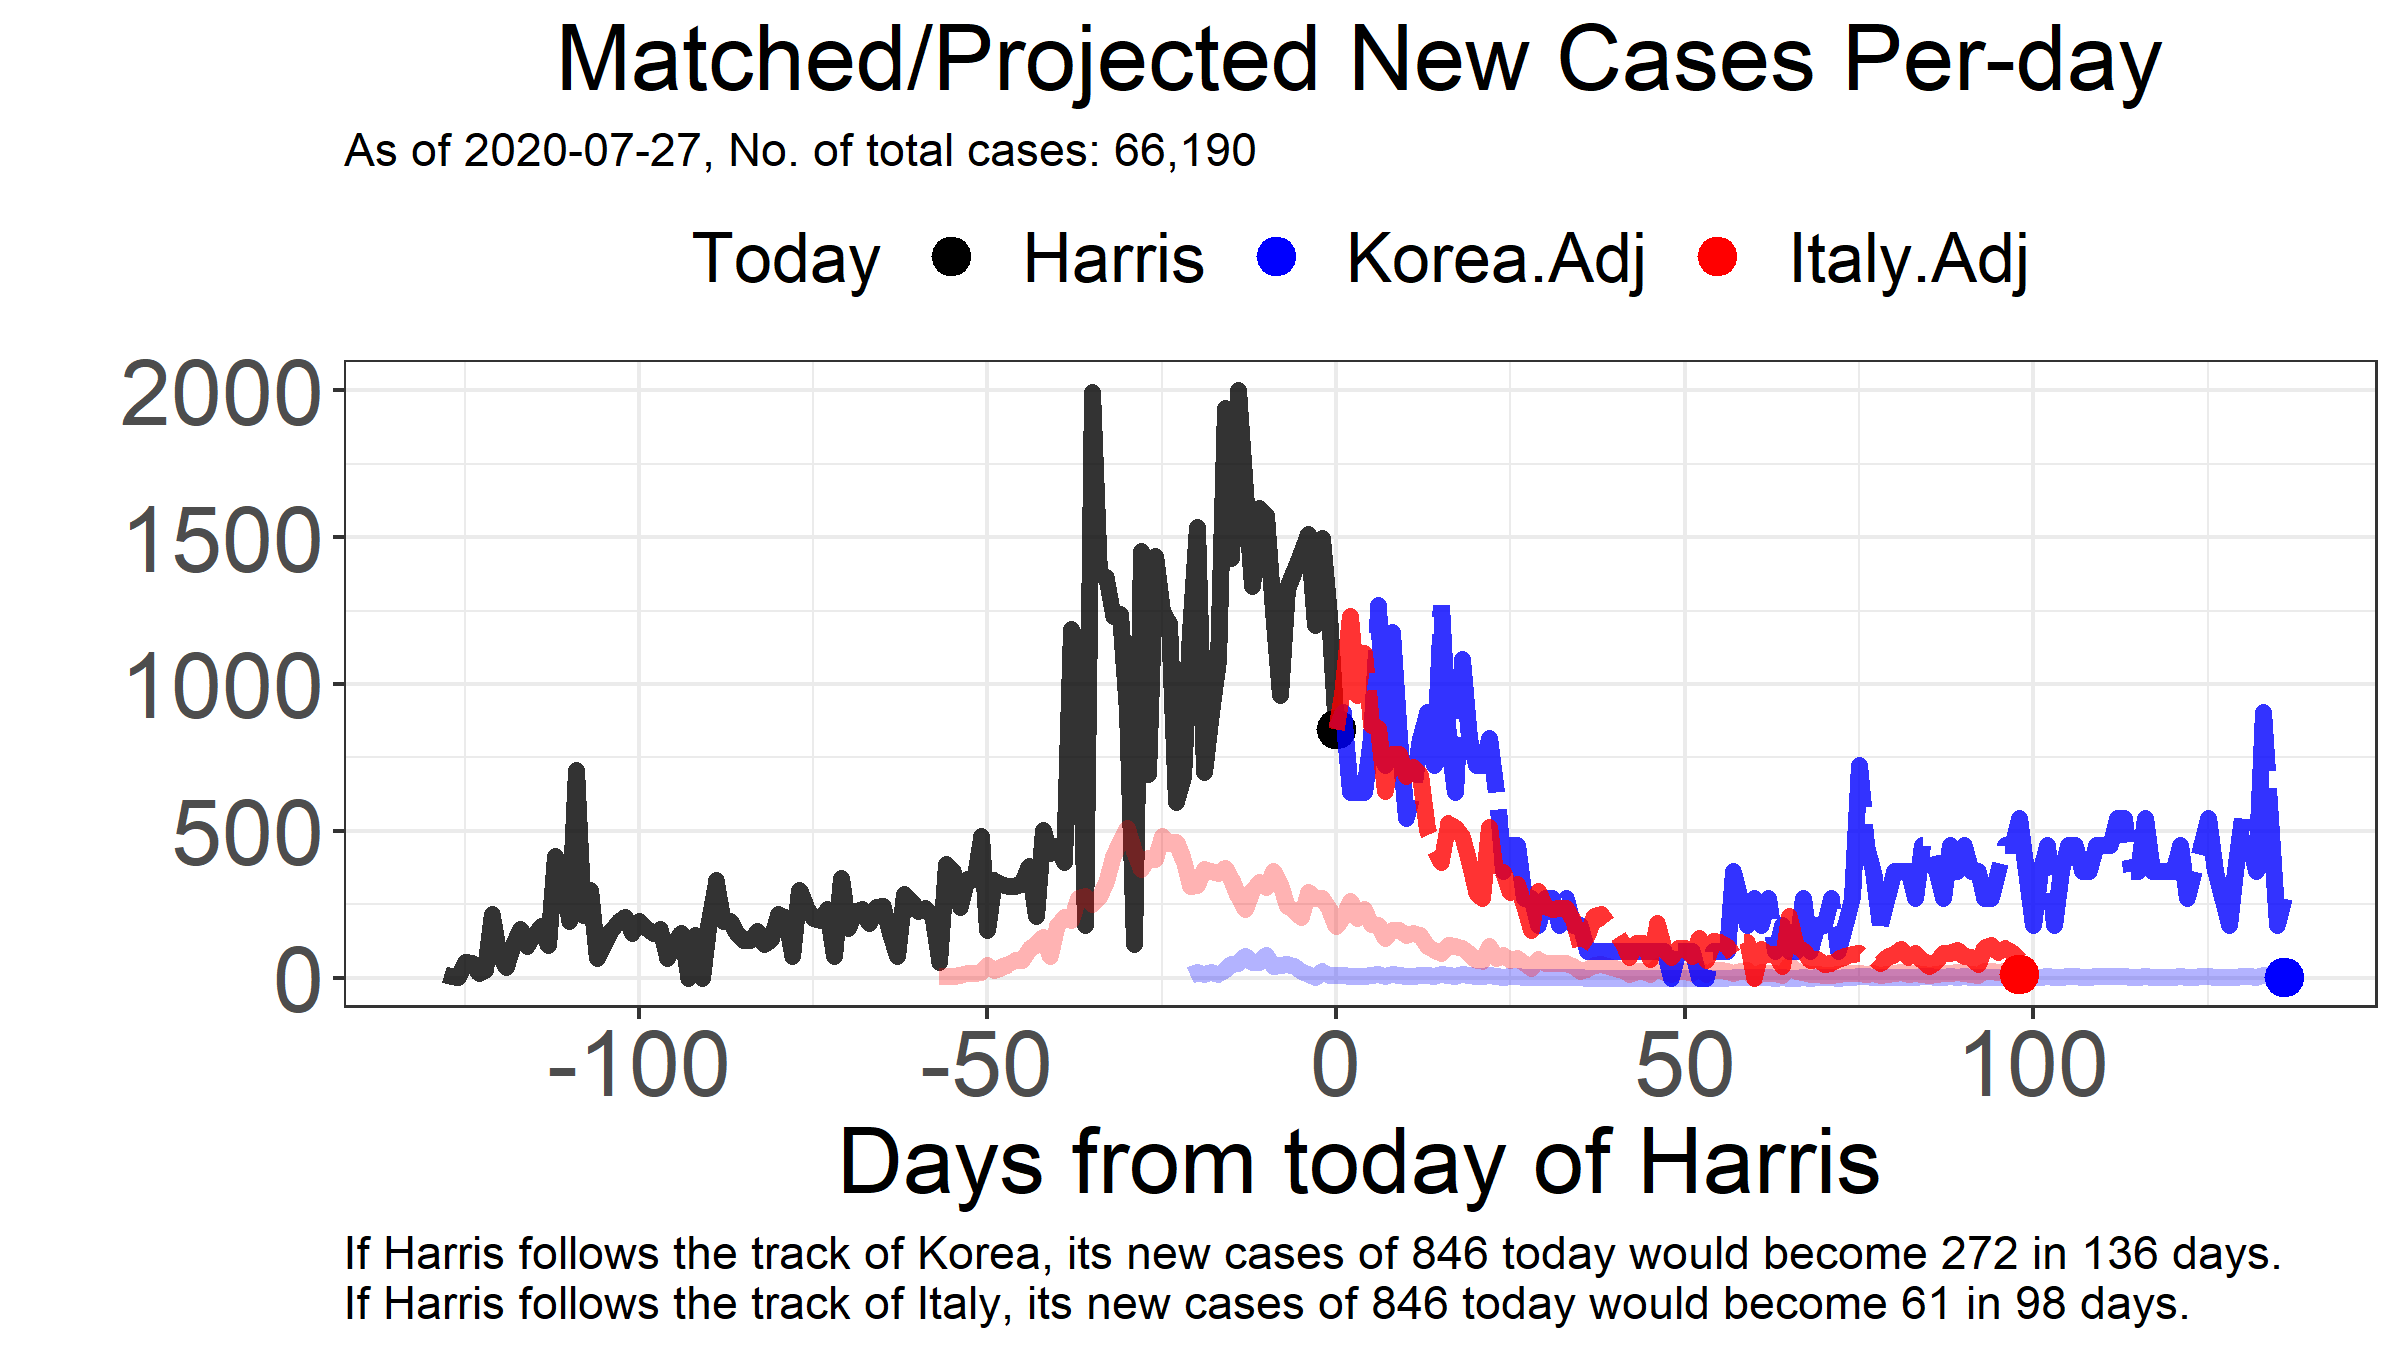 Matched/Projected New Cases Per-day
As of 2020-07-27, No. of total cases: 66,190
Today Harris Korea.Adj Italy.Adj
2000
1500
1000
500
0
-100 -50 0 50 100
Days from today of Harris
If Harris follows the track of Korea, its new cases of 846 today would become 272 in 136 days.
If Harris follows the track of Italy, its new cases of 846 today would become 61 in 98 days.